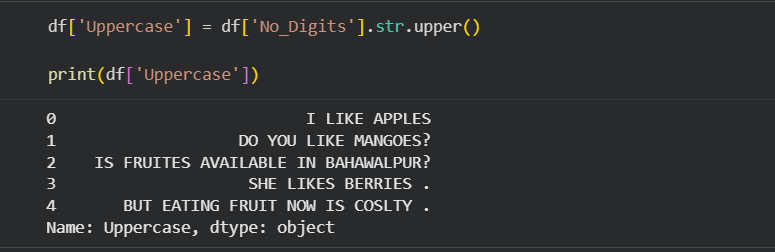 df['Uppercase'] = df['No_Digits'].str.upper()
print(df['Uppercase'])
0 I LIKE APPLES
1 DO YOU LIKE MANGOES?
2 IS FRUITES AVAILABLE IN BAHAWALPUR?
3 SHE LIKES BERRIES .
4 BUT EATING FRUIT NOW IS COSLTY .
Name: Uppercase, dtype: object